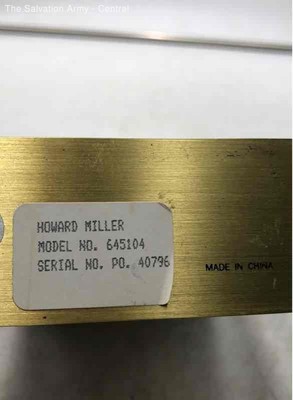 The Salvation Army - Central
HOWARD MILLER
MODEL NO. 645104
SERIAL NO. PO. 40796
MADE IN CHINA